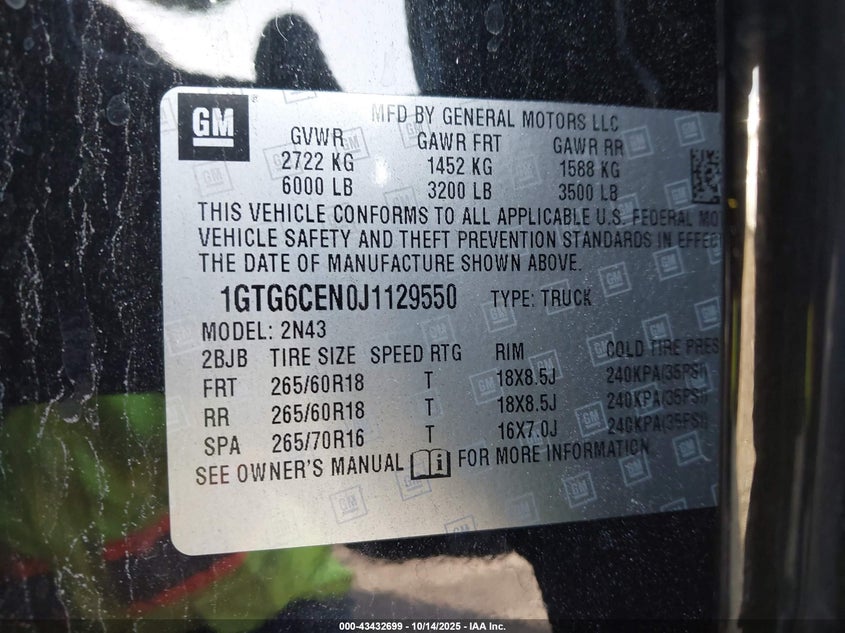 GM
MFD BY GENERAL MOTORS LLC
GVWR GAWR FRT GAWR RR
2722 KG 1452 KG 1588 KG
6000 LB 3200 LB 3500 LB
THIS VEHICLE CONFORMS TO ALL APPLICABLE U.S. FEDERAL MO
VEHICLE SAFETY AND THEFT PREVENTION STANDARDS IN EFFE
THE DATE OF MANUFACTURE SHOWN ABOVE.
1GTG6CEN0J1129550 TYPE: TRUCK
MODEL: 2N43
2BJB TIRE SIZE SPEED RTG RIM COLD TIRE PRES
FRT 265/60R18 T 18X8.5J 240KPA(35PSI)
RR 265/60R18 T 18X8.5J 240KPA(35PSI)
SPA 265/70R16 T 16X7.0J 240KPA(35PSI)
SEE OWNER'S MANUAL i FOR MORE INFORMATION
000-43432699 | 10/14/2025 - IAA Inc.